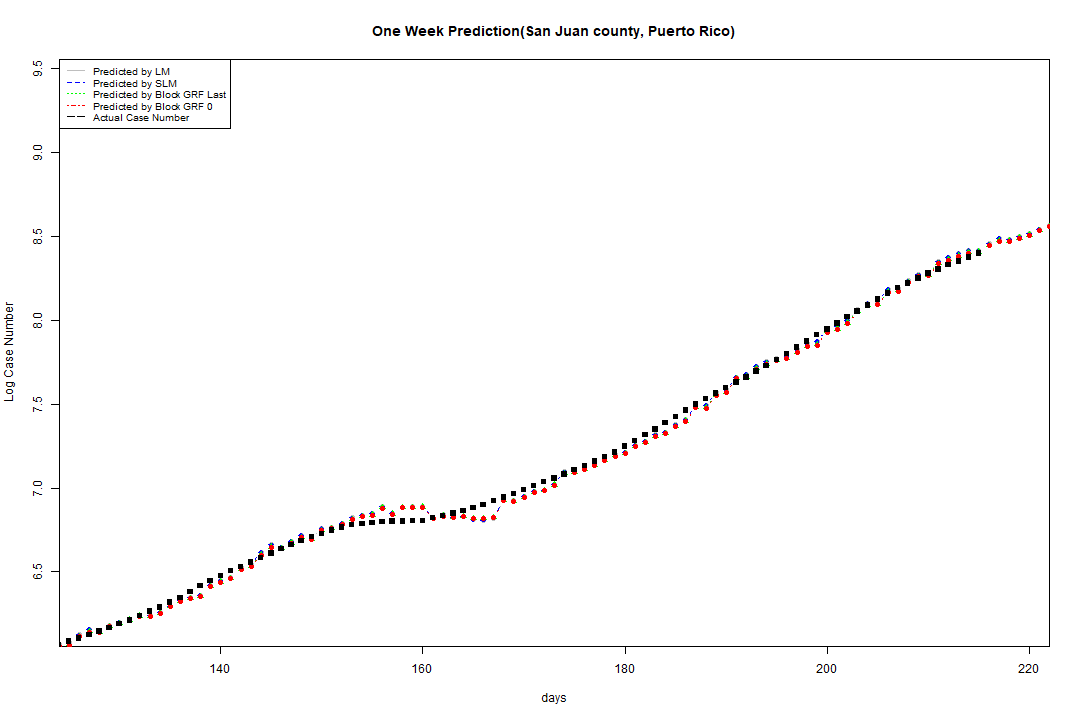 One Week Prediction(San Juan county, Puerto Rico)
Predicted by LM
Predicted by SLM
Predicted by Block GRF Last
Predicted by Block GRF 0
Actual Case Number
9.5
9.0
8.5
8.0
7.5
7.0
6.5
Log Case Number
140 160 180 200 220
days